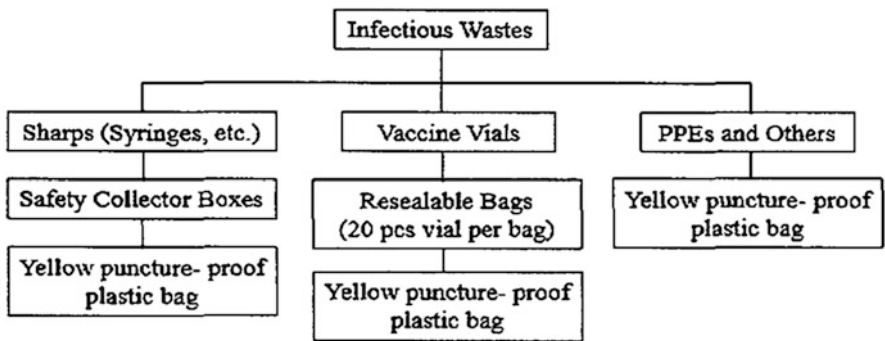 Infectious Wastes
Sharps (Syringes, etc.)
Vaccine Vials
PPEs and Others
Safety Collector Boxes
Resealable Bags
(20 pcs vial per bag)
Yellow puncture- proof
plastic bag
Yellow puncture- proof
plastic bag
Yellow puncture- proof
plastic bag